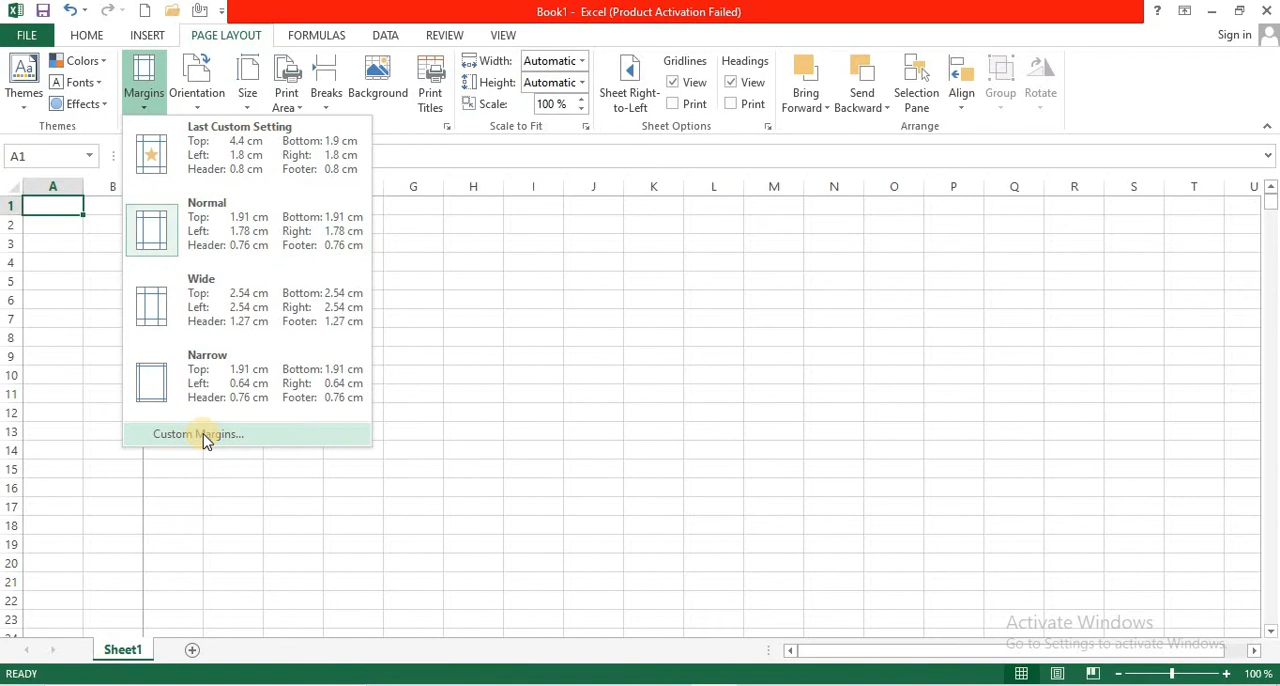 Book1 - Excel (Product Activation Failed)
?
FILE HOME INSERT PAGE LAYOUT FORMULAS DATA REVIEW VIEW Sign in
Themes
Colors
Fonts
Effects
Themes
Margins
Orientation
Size
Print
Area
Breaks
Background
Print
Titles
Width: Automatic
Height: Automatic
Scale: 100 %
Scale to Fit
Sheet Right-
to-Left
Gridlines
View
Print
Headings
View
Print
Sheet Options
Bring
Forward
Send
Backward
Selection
Pane
Align
Group
Rotate
Arrange
A1
Last Custom Setting
Top: 4.4 cm Bottom: 1.9 cm
Left: 1.8 cm Right: 1.8 cm
Header: 0.8 cm Footer: 0.8 cm
Normal
Top: 1.91 cm Bottom: 1.91 cm
Left: 1.78 cm Right: 1.78 cm
Header: 0.76 cm Footer: 0.76 cm
Wide
Top: 2.54 cm Bottom: 2.54 cm
Left: 2.54 cm Right: 2.54 cm
Header: 1.27 cm Footer: 1.27 cm
Narrow
Top: 1.91 cm Bottom: 1.91 cm
Left: 0.64 cm Right: 0.64 cm
Header: 0.76 cm Footer: 0.76 cm
Custom Margins...
A B G H I J K L M N O P Q R S T U
1
2
3
4
5
6
7
8
9
10
11
12
13
14
15
16
17
18
19
20
21
22
23
Activate Windows
Go to Settings to activate Windows.
Sheet1
READY
100 %